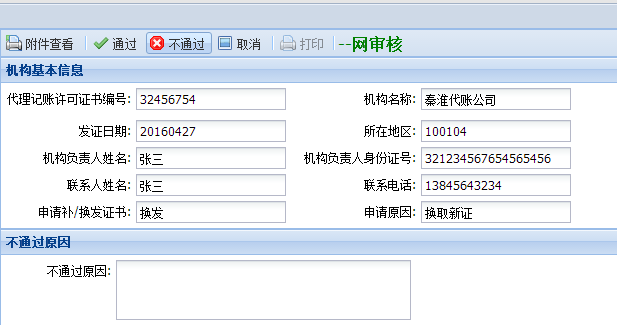 附件查看 通过 不通过 取消 打印 --网审核
机构基本信息
代理记账许可证书编号: 32456754 机构名称: 秦淮代账公司
发证日期: 20160427 所在地区: 100104
机构负责人姓名: 张三 机构负责人身份证号: 321234567654565456
联系人姓名: 张三 联系电话: 13845643234
申请补/换发证书: 换发 申请原因: 换取新证
不通过原因
不通过原因: